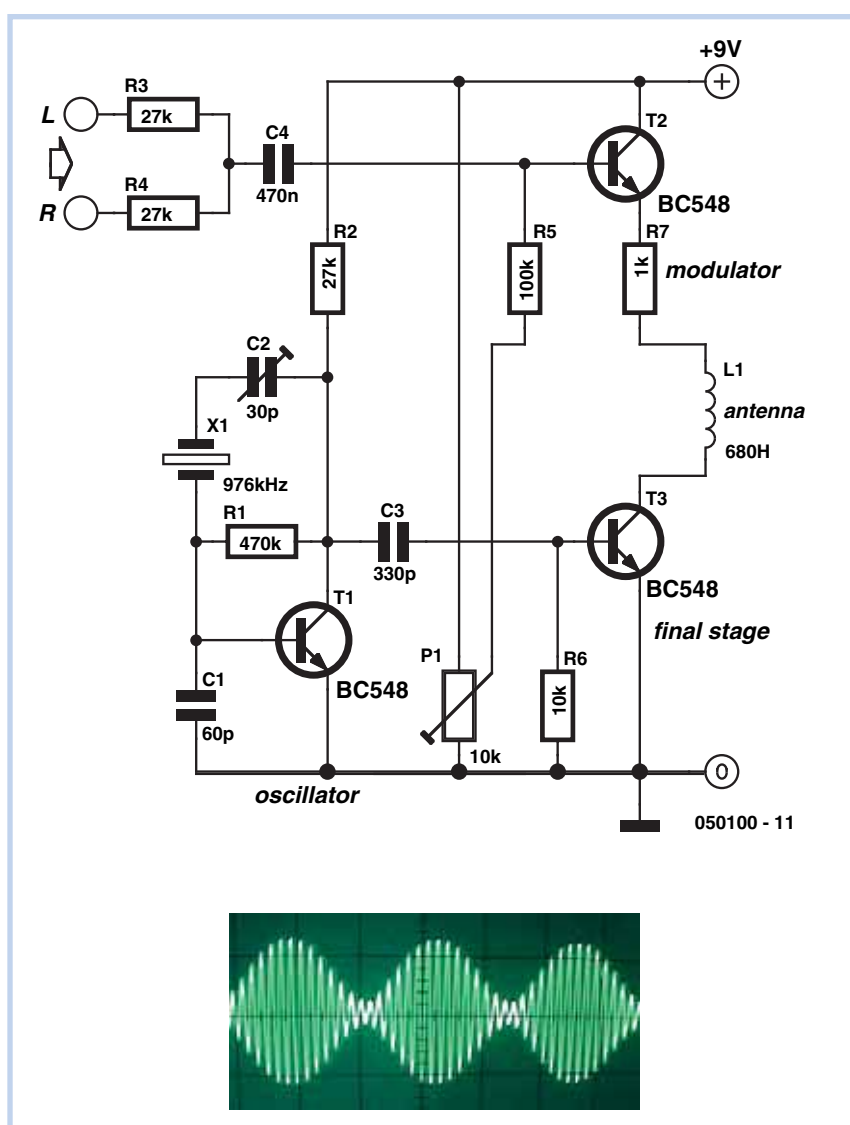 +9V
L
R3
27k
R4
27k
R
C4
470n
T2
BC548
R2
27k
R5
100k
R7
1k
modulator
C2
30p
X1
976kHz
L1
antenna
680H
R1
470k
C3
330p
T3
BC548
T1
BC548
final stage
C1
60p
P1
10k
R6
10k
0
oscillator
050100 - 11